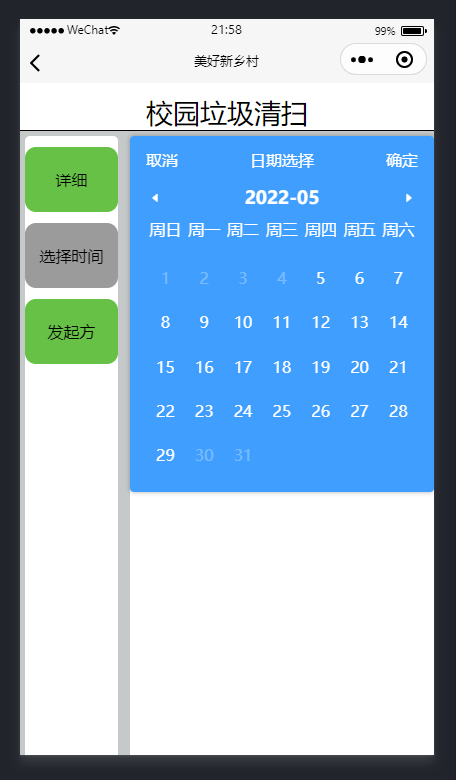 WeChat 21:58 99%
美好新乡村
校园垃圾清扫
详细
选择时间
发起方
取消 日期选择 确定
2022-05
周日 周一 周二 周三 周四 周五 周六
1 2 3 4 5 6 7
8 9 10 11 12 13 14
15 16 17 18 19 20 21
22 23 24 25 26 27 28
29 30 31